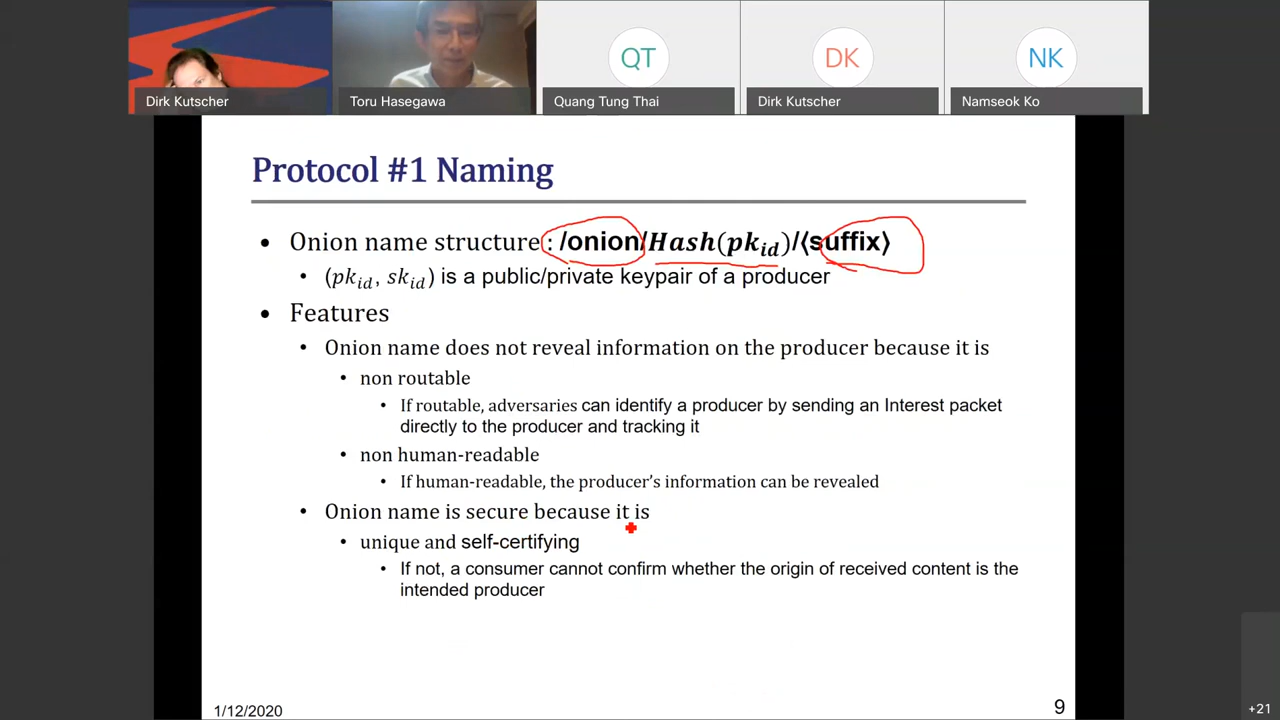 Dirk Kutscher
Toru Hasegawa
QT
Quang Tung Thai
DK
Dirk Kutscher
NK
Namseok Ko
Protocol #1 Naming
• Onion name structure : /onion/Hash(pk_id)/⟨suffix⟩
• (pk_id, sk_id) is a public/private keypair of a producer
• Features
• Onion name does not reveal information on the producer because it is
• non routable
• If routable, adversaries can identify a producer by sending an Interest packet
directly to the producer and tracking it
• non human-readable
• If human-readable, the producer's information can be revealed
• Onion name is secure because it is
• unique and self-certifying
• If not, a consumer cannot confirm whether the origin of received content is the
intended producer
1/12/2020
9
+21